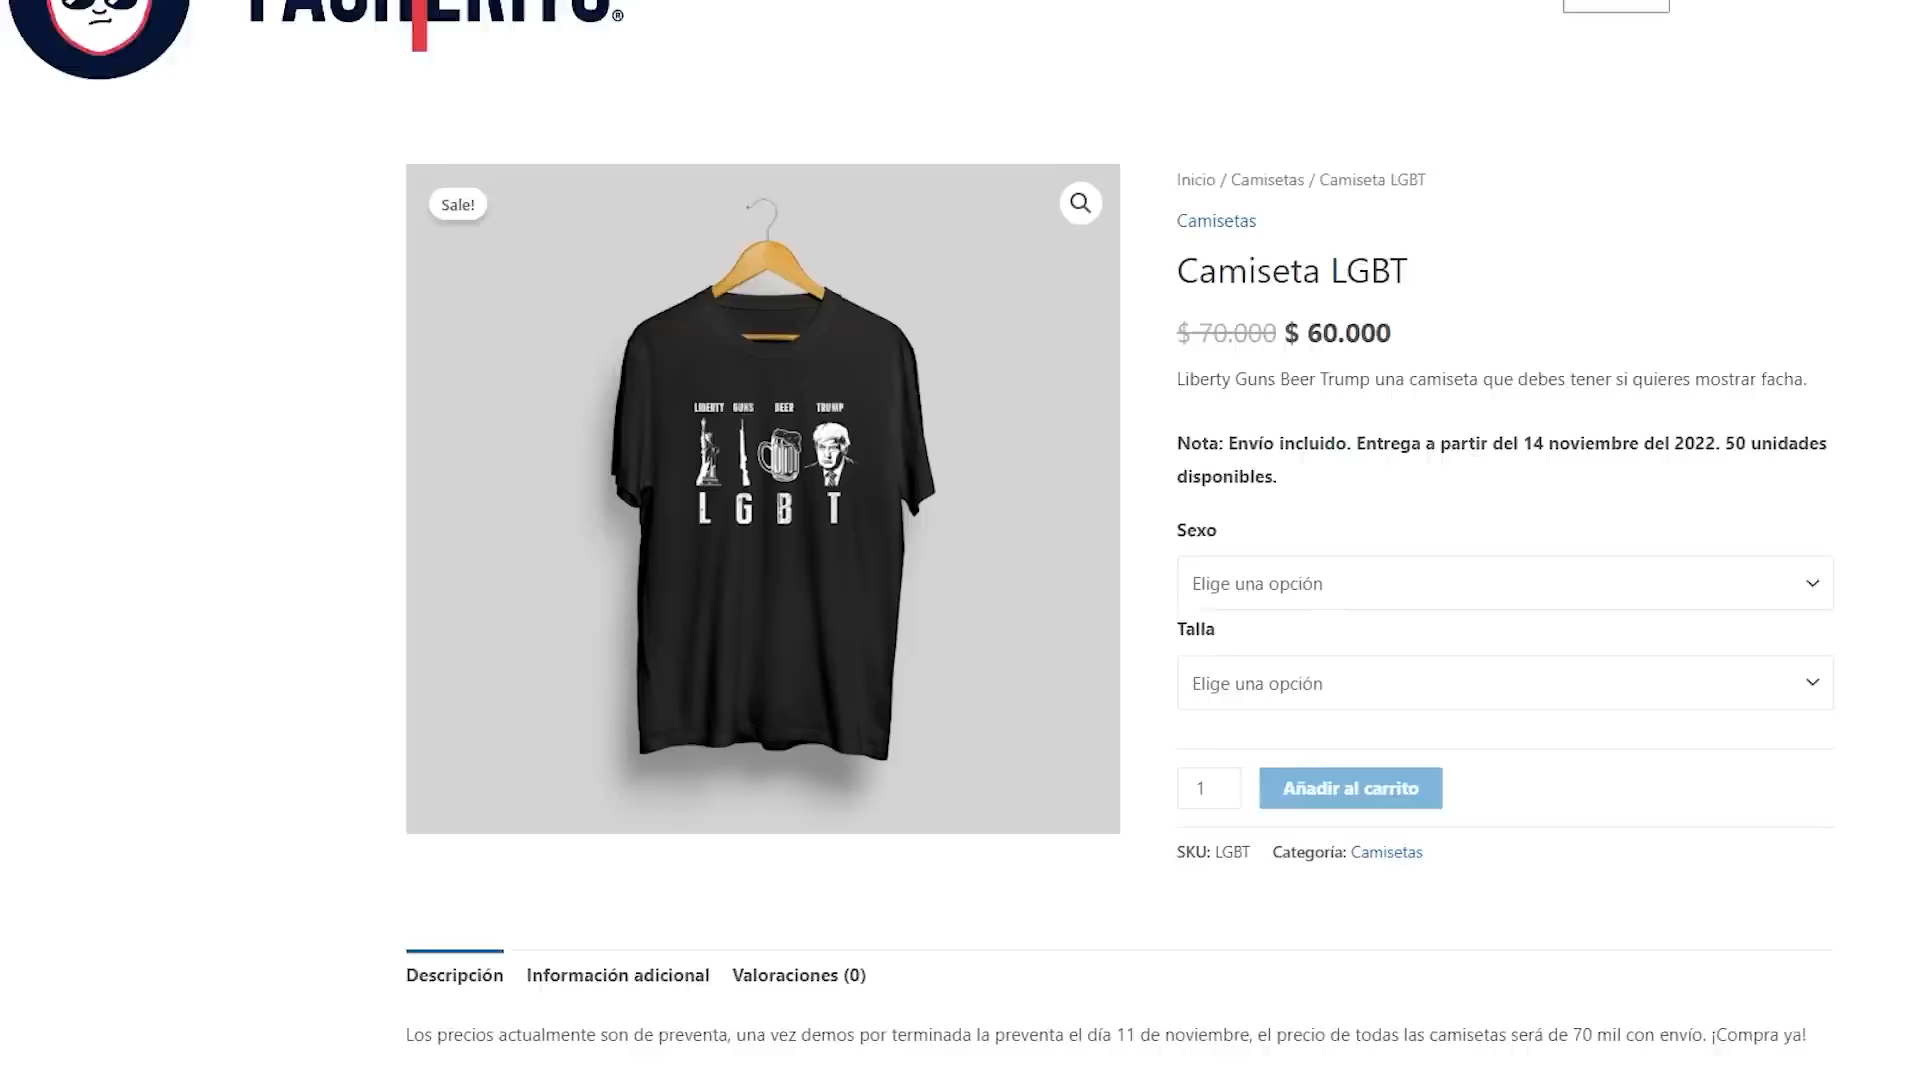 ®
Sale!
LIBERTY GUNS BEER TRUMP
L G B T
Inicio / Camisetas / Camiseta LGBT
Camisetas
Camiseta LGBT
$ 70.000 $ 60.000
Liberty Guns Beer Trump una camiseta que debes tener si quieres mostrar facha.
Nota: Envío incluido. Entrega a partir del 14 noviembre del 2022. 50 unidades
disponibles.
Sexo
Elige una opción
Talla
Elige una opción
1
Añadir al carrito
SKU: LGBT Categoría: Camisetas
Descripción Información adicional Valoraciones (0)
Los precios actualmente son de preventa, una vez demos por terminada la preventa el día 11 de noviembre, el precio de todas las camisetas será de 70 mil con envío. ¡Compra ya!